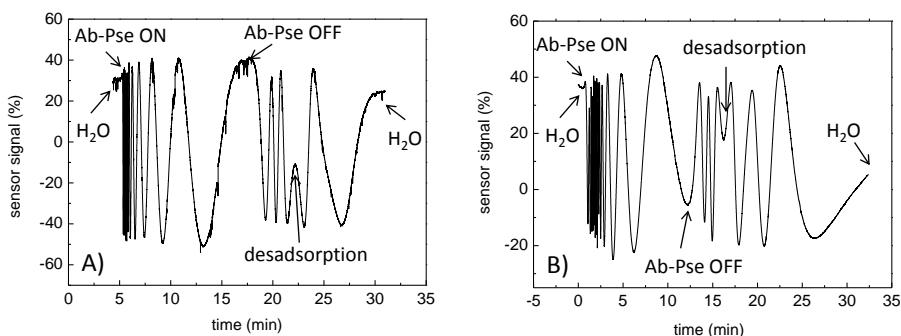 60
40
20
0
-20
-40
-60
sensor signal (%)
0 5 10 15 20 25 30 35
time (min)
Ab-Pse ON
Ab-Pse OFF
H₂O
H₂O
desadsorption
A)
60
40
20
0
-20
sensor signal (%)
-5 0 5 10 15 20 25 30 35
time (min)
Ab-Pse ON
desadsorption
H₂O
H₂O
Ab-Pse OFF
B)